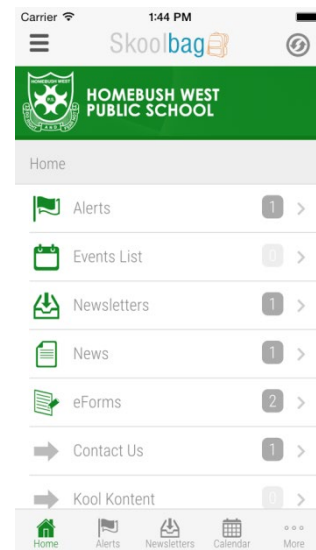 Carrier 1:44 PM
Skoolbag
HOMEBUSH WEST
PUBLIC SCHOOL
Home
Alerts 1
Events List 0
Newsletters 1
News 1
eForms 2
Contact Us 1
Kool Kontent 0
Home Alerts Newsletters Calendar More